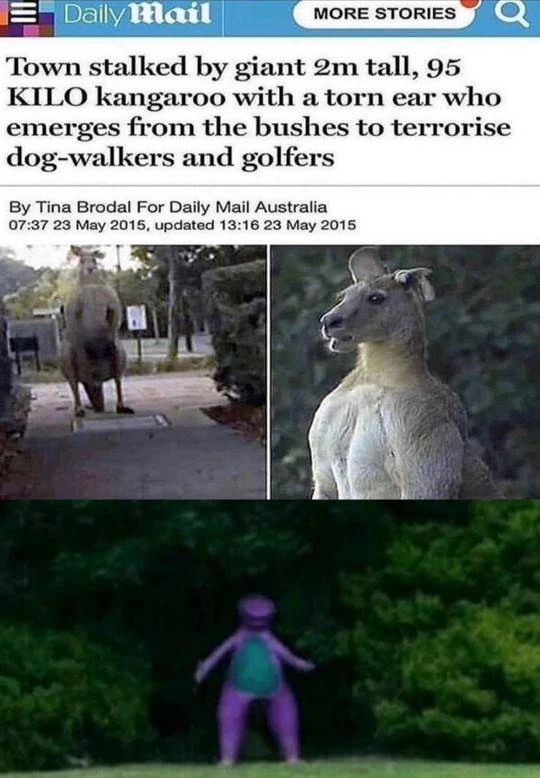 Daily Mail MORE STORIES
Town stalked by giant 2m tall, 95
KILO kangaroo with a torn ear who
emerges from the bushes to terrorise
dog-walkers and golfers
By Tina Brodal For Daily Mail Australia
07:37 23 May 2015, updated 13:16 23 May 2015